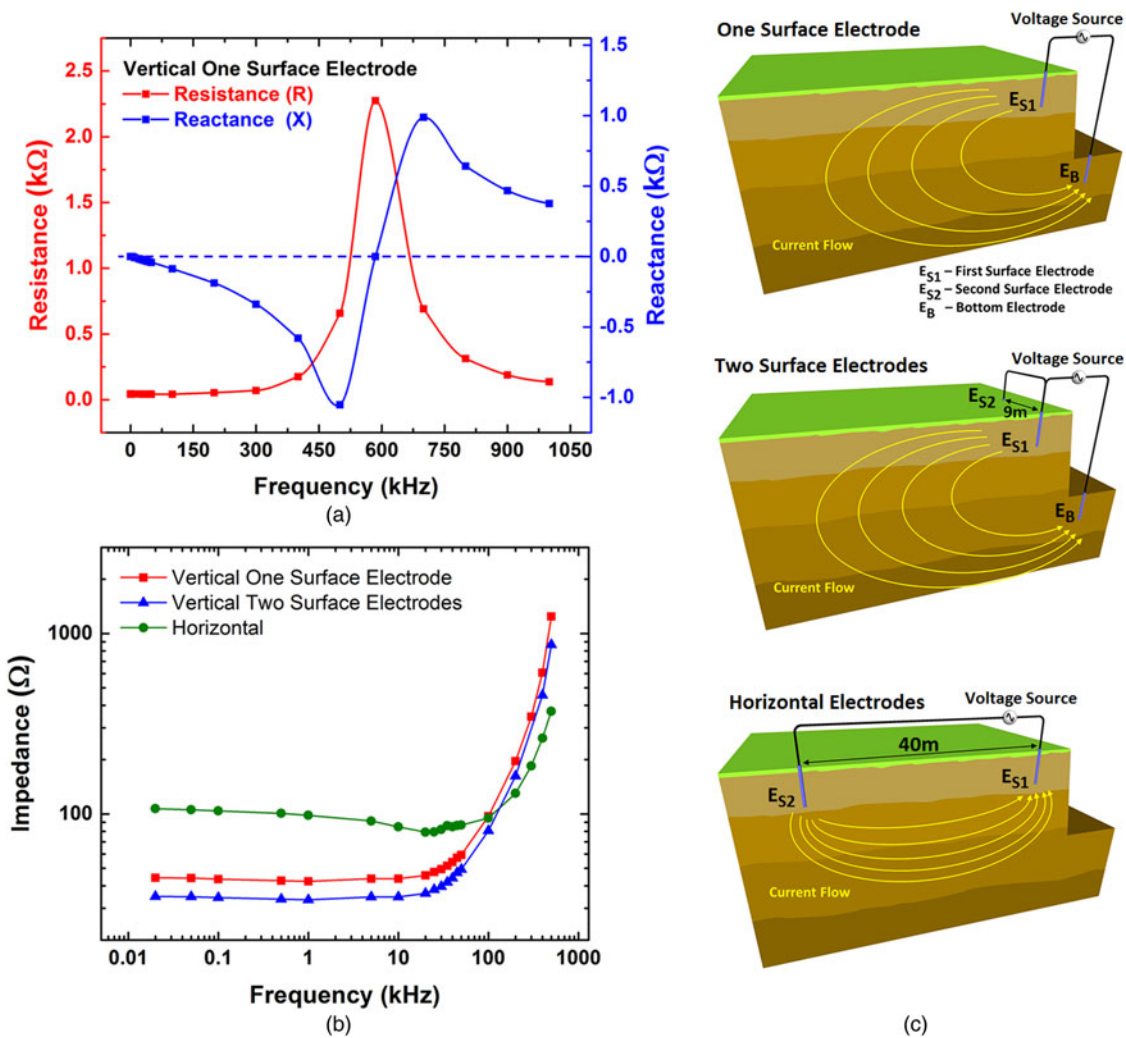 Vertical One Surface Electrode
Resistance (R)
Reactance (X)
2.5
2.0
1.5
1.0
0.5
0.0
Resistance (kΩ)
1.5
1.0
0.5
0.0
-0.5
-1.0
Reactance (kΩ)
0 150 300 450 600 750 900 1050
Frequency (kHz)
(a)
Vertical One Surface Electrode
Vertical Two Surface Electrodes
Horizontal
1000
100
Impedance (Ω)
0.01 0.1 1 10 100 1000
Frequency (kHz)
(b)
One Surface Electrode
Voltage Source
ES1
EB
Current Flow
ES1 – First Surface Electrode
ES2 – Second Surface Electrode
EB – Bottom Electrode
Two Surface Electrodes
Voltage Source
ES2
9m
ES1
EB
Current Flow
Horizontal Electrodes
Voltage Source
40m
ES2
ES1
Current Flow
(c)